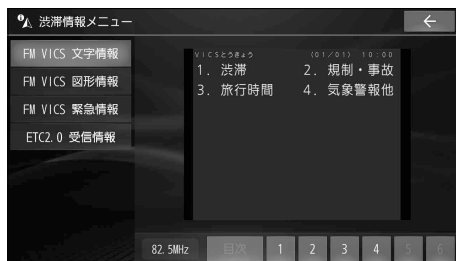 渋滞情報メニュー
FM VICS 文字情報
FM VICS 図形情報
FM VICS 緊急情報
ETC2.0 受信情報
VICSとうきょう (01/01) 10:00
1. 渋滞 2. 規制・事故
3. 旅行時間 4. 気象警報他
82.5MHz 目次 1 2 3 4 5 6